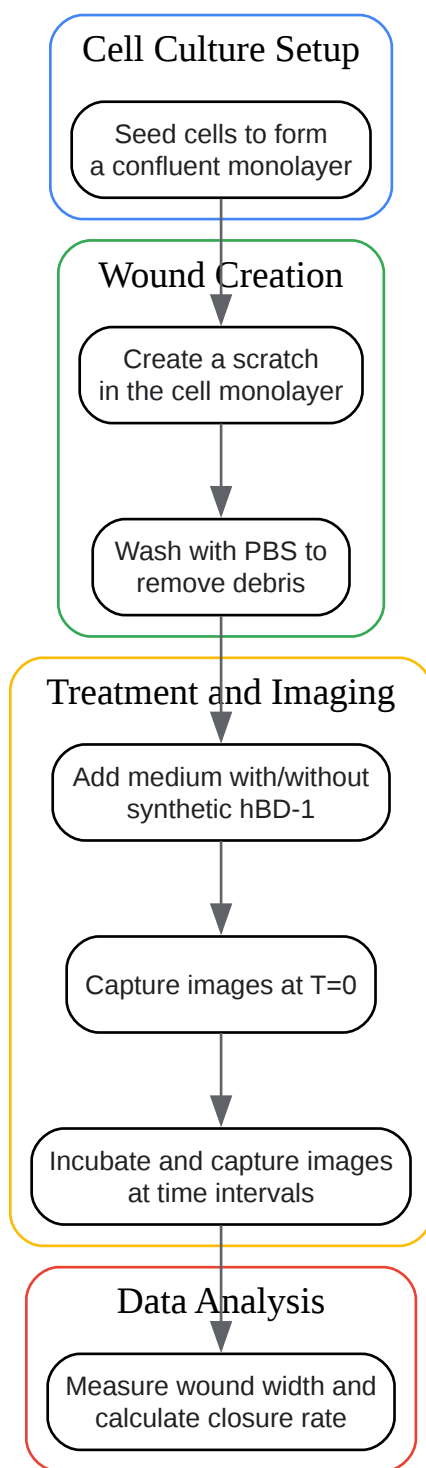 Cell Culture Setup
Seed cells to form
a confluent monolayer
Wound Creation
Create a scratch
in the cell monolayer
Wash with PBS to
remove debris
Treatment and Imaging
Add medium with/without
synthetic hBD-1
Capture images at T=0
Incubate and capture images
at time intervals
Data Analysis
Measure wound width and
calculate closure rate